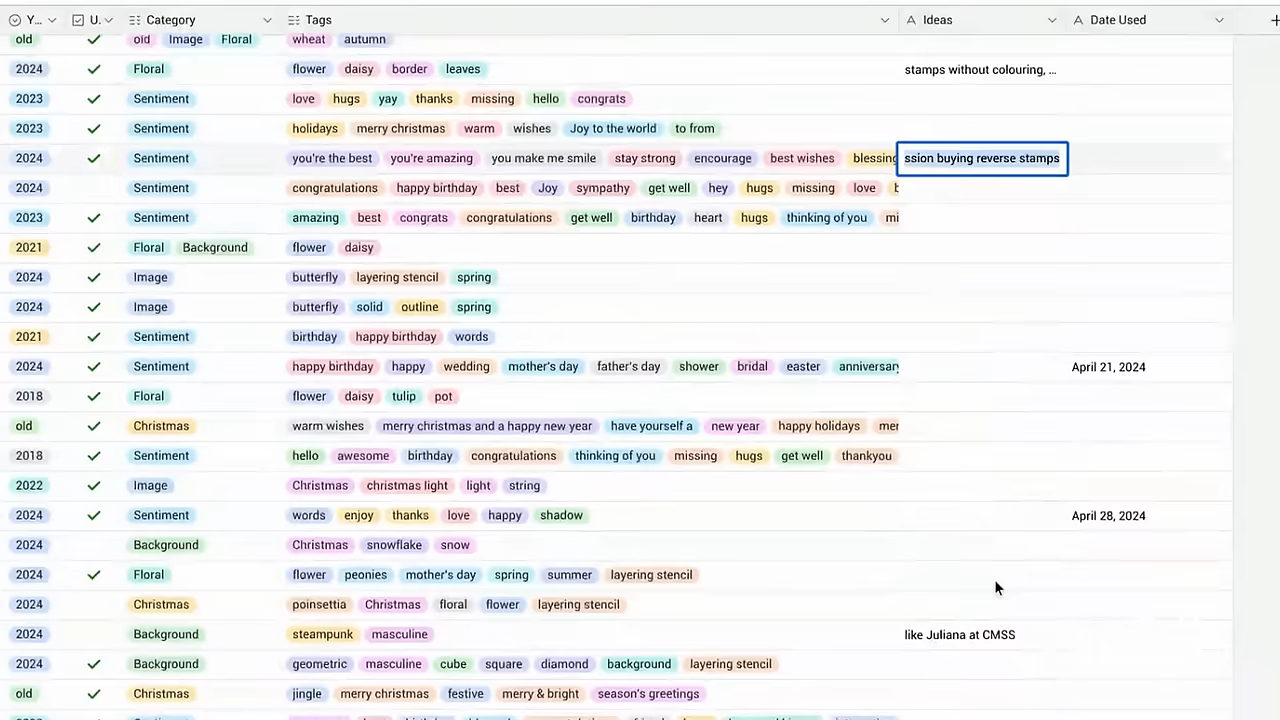 Y... U. Category Tags Ideas Date Used
old old Image Floral wheat autumn
2024 Floral flower daisy border leaves stamps without colouring, ...
2023 Sentiment love hugs yay thanks missing hello congrats
2023 Sentiment holidays merry christmas warm wishes Joy to the world to from
2024 Sentiment you're the best you're amazing you make me smile stay strong encourage best wishes blessing ssion buying reverse stamps
2024 Sentiment congratulations happy birthday best Joy sympathy get well hey hugs missing love
2023 Sentiment amazing best congrats congratulations get well birthday heart hugs thinking of you mi
2021 Floral Background flower daisy
2024 Image butterfly layering stencil spring
2024 Image butterfly solid outline spring
2021 Sentiment birthday happy birthday words
2024 Sentiment happy birthday happy wedding mother's day father's day shower bridal easter anniversary April 21, 2024
2018 Floral flower daisy tulip pot
old Christmas warm wishes merry christmas and a happy new year have yourself a new year happy holidays mer
2018 Sentiment hello awesome birthday congratulations thinking of you missing hugs get well thankyou
2022 Image Christmas christmas light light string
2024 Sentiment words enjoy thanks love happy shadow April 28, 2024
2024 Background Christmas snowflake snow
2024 Floral flower peonies mother's day spring summer layering stencil
2024 Christmas poinsettia Christmas floral flower layering stencil
2024 Background steampunk masculine like Juliana at CMSS
2024 Background geometric masculine cube square diamond background layering stencil
old Christmas jingle merry christmas festive merry & bright season's greetings